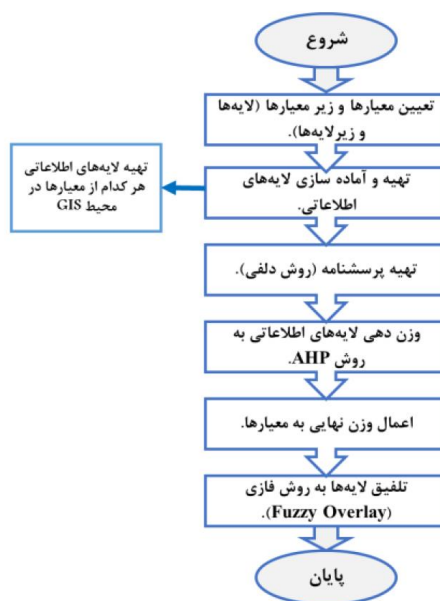 شروع
تعیین معیارها و زیر معیارها (لایه‌ها
و زیرلایه‌ها).
تهیه و آماده سازی لایه‌های
اطلاعاتی.
تهیه لایه‌های اطلاعاتی
هر کدام از معیارها در
محیط GIS
تهیه پرسشنامه (روش دلفی).
وزن دهی لایه‌های اطلاعاتی به
روش AHP.
اعمال وزن نهایی به معیارها.
تلفیق لایه‌ها به روش فازی
(Fuzzy Overlay).
پایان